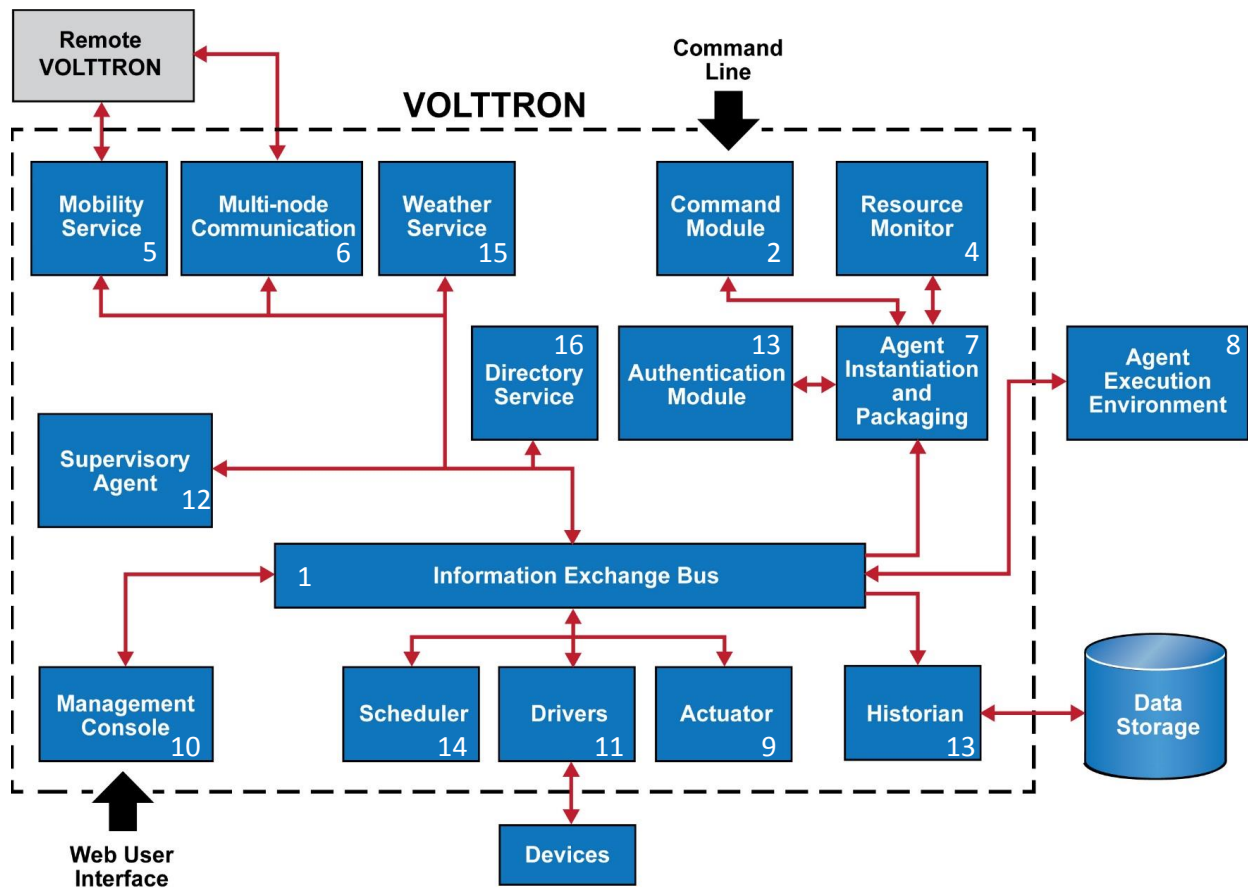 Remote
VOLTTRON
Command
Line
VOLTTRON
Mobility
Service
5
Multi-node
Communication
6
Weather
Service
15
Command
Module
2
Resource
Monitor
4
16
Directory
Service
13
Authentication
Module
7
Agent
Instantiation
and
Packaging
8
Agent
Execution
Environment
Supervisory
Agent
12
1
Information Exchange Bus
Management
Console
10
Scheduler
14
Drivers
11
Actuator
9
Historian
13
Data
Storage
Web User
Interface
Devices